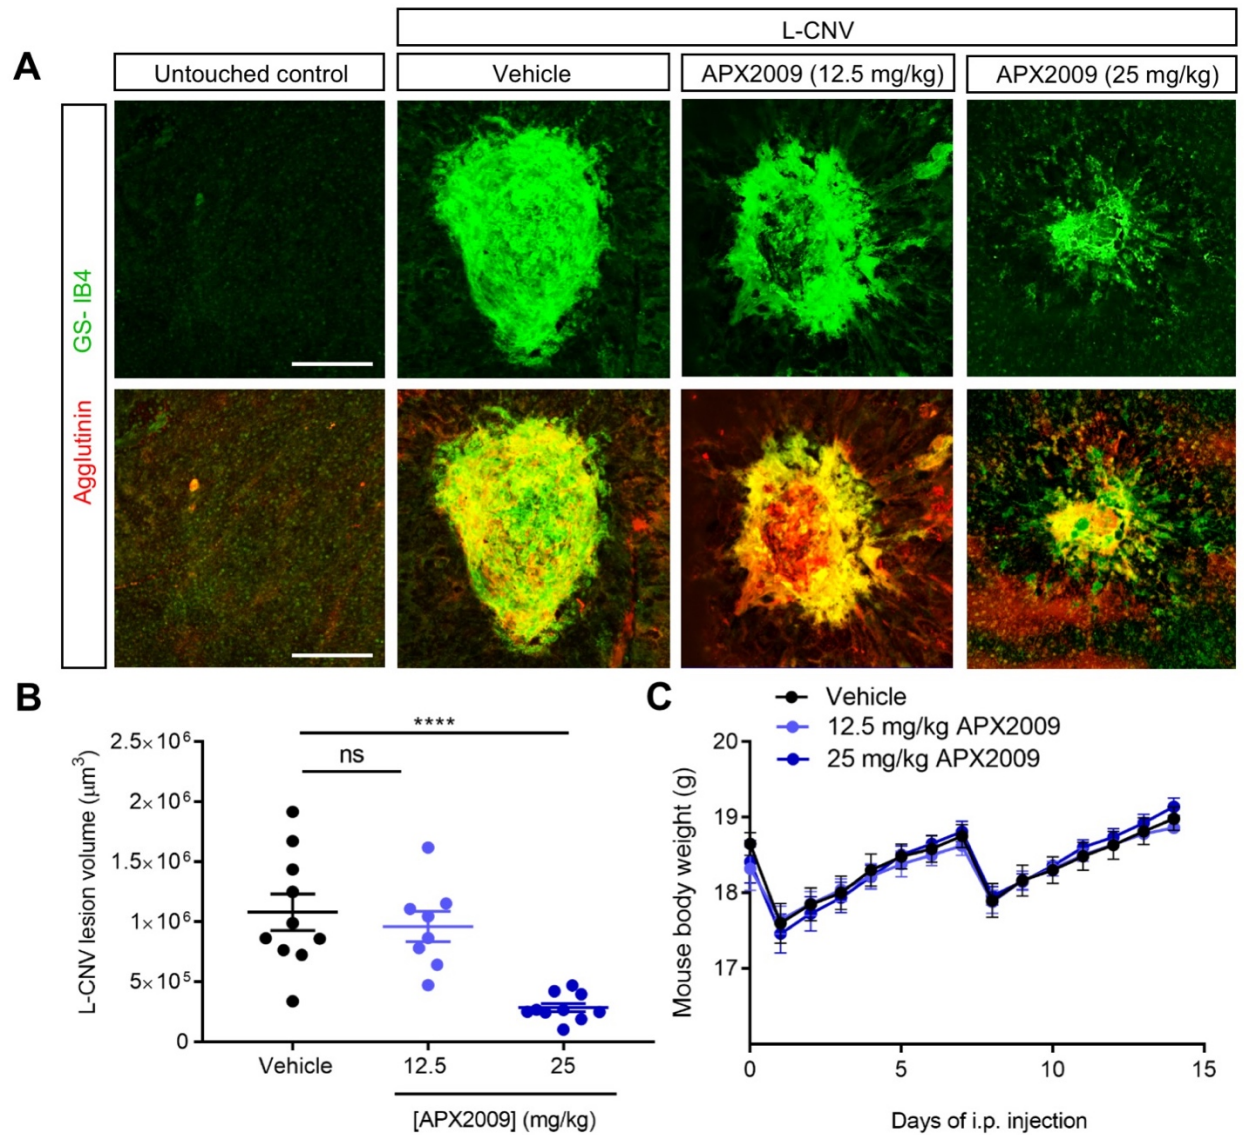 L-CNV
A
Untouched control
Vehicle
APX2009 (12.5 mg/kg)
APX2009 (25 mg/kg)
GS- IB4
Agglutinin
B
****
ns
L-CNV lesion volume (μm³)
2.5×10⁶
2×10⁶
1.5×10⁶
1×10⁶
5×10⁵
0
Vehicle
12.5
25
[APX2009] (mg/kg)
C
Vehicle
12.5 mg/kg APX2009
25 mg/kg APX2009
Mouse body weight (g)
20
19
18
17
0
5
10
15
Days of i.p. injection